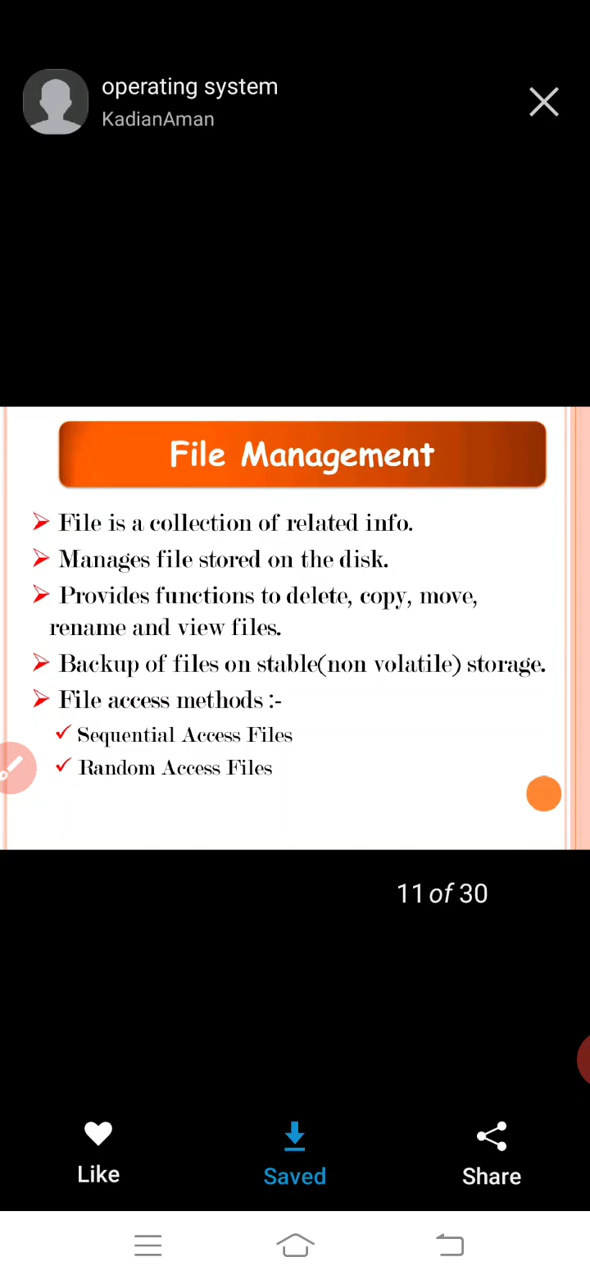 operating system
KadianAman
File Management
File is a collection of related info.
Manages file stored on the disk.
Provides functions to delete, copy, move,
rename and view files.
Backup of files on stable(non volatile) storage.
File access methods :-
Sequential Access Files
Random Access Files
11 of 30
Like
Saved
Share